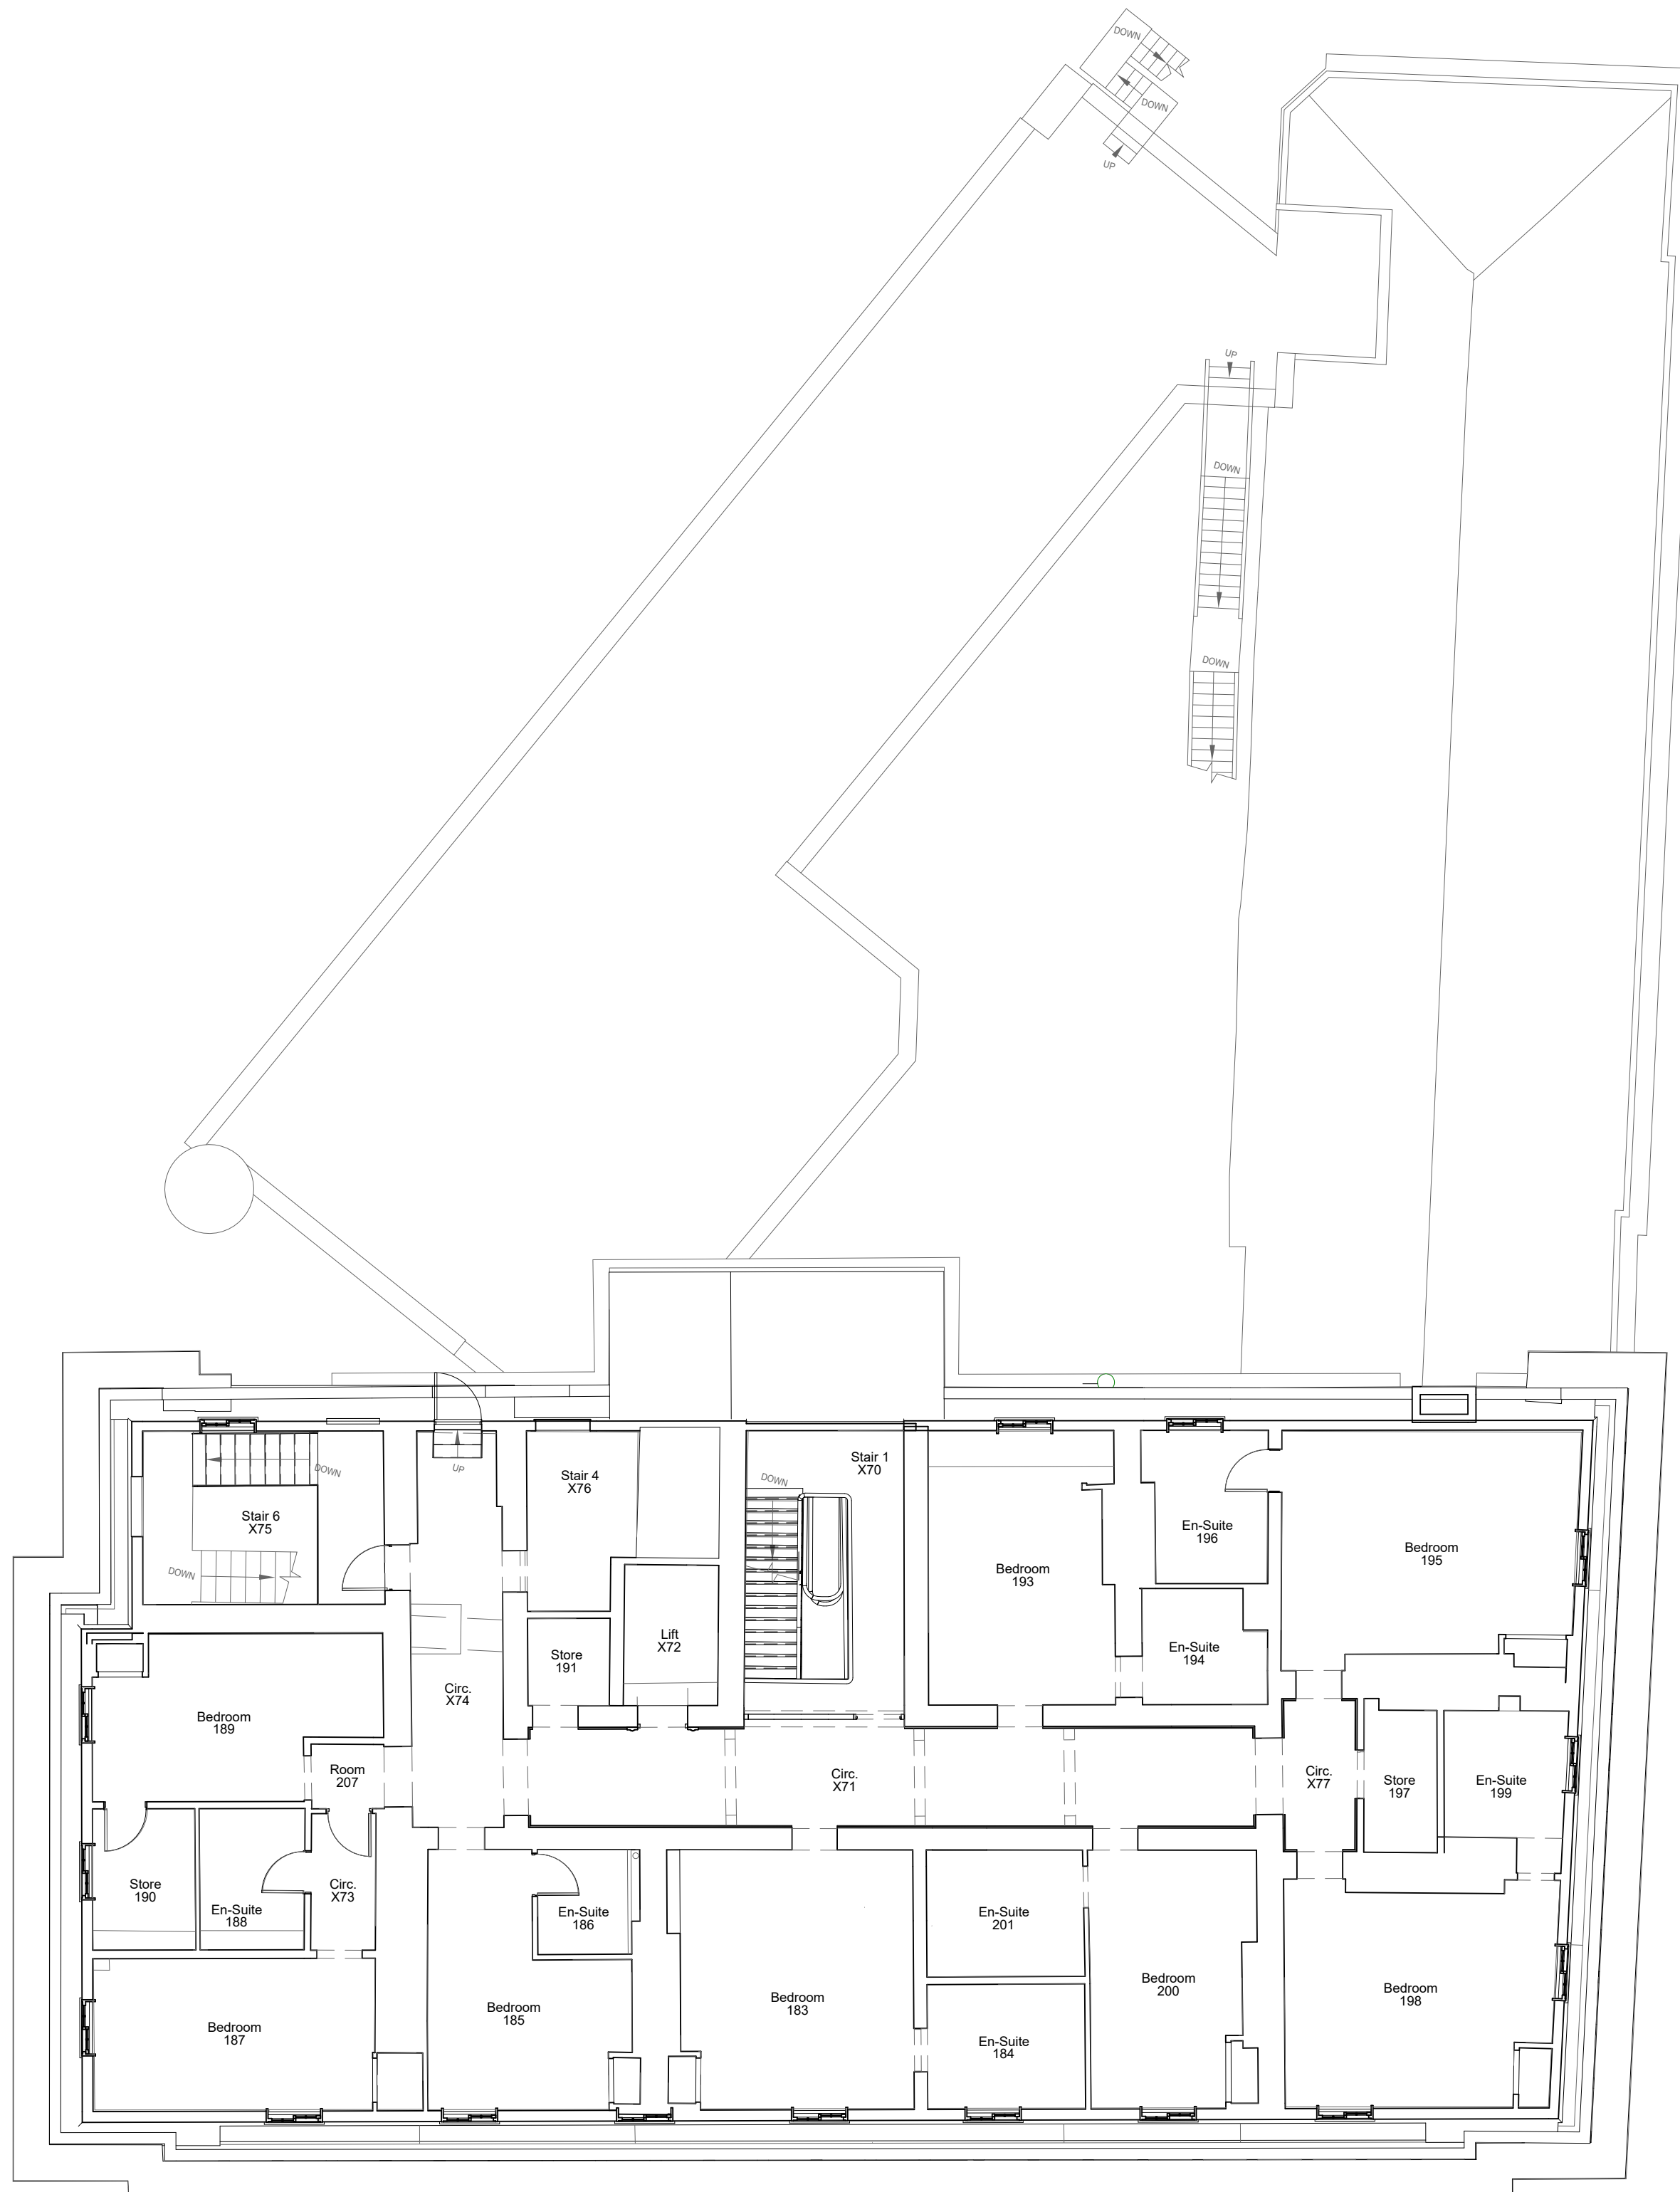 DOWN
DOWN
UP
UP
DOWN
DOWN
Stair 1
X70
DOWN
UP
DOWN
Stair 4
X76
Stair 6
X75
En-Suite
196
Bedroom
195
Bedroom
193
DOWN
Lift
X72
En-Suite
194
Store
191
Circ.
X74
Bedroom
189
Room
207
Circ.
X71
Circ.
X77
Store
197
En-Suite
199
Store
190
Circ.
X73
En-Suite
188
En-Suite
186
En-Suite
201
Bedroom
200
Bedroom
198
Bedroom
183
Bedroom
185
Bedroom
187
En-Suite
184